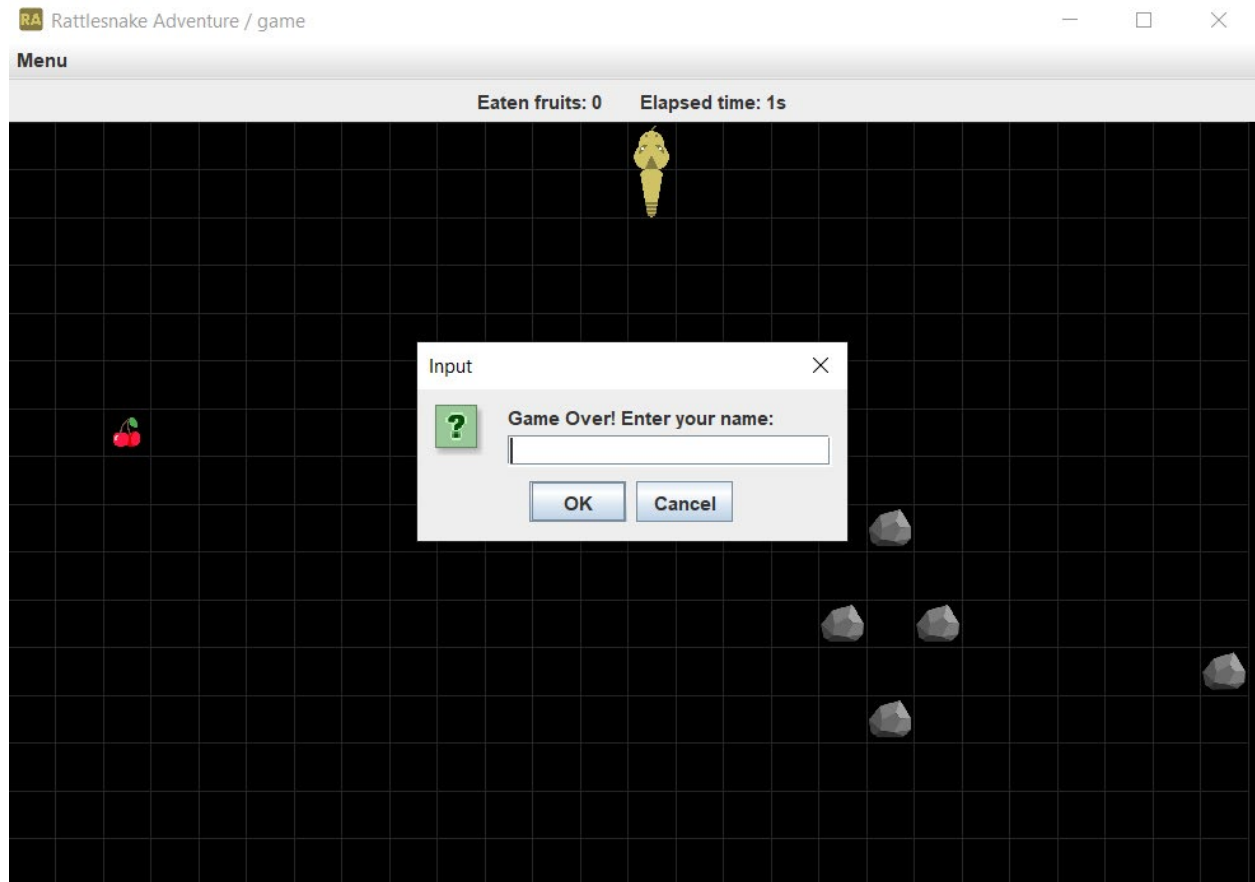 RA Rattlesnake Adventure / game
Menu
Eaten fruits: 0 Elapsed time: 1s
Input
?
Game Over! Enter your name:
OK Cancel